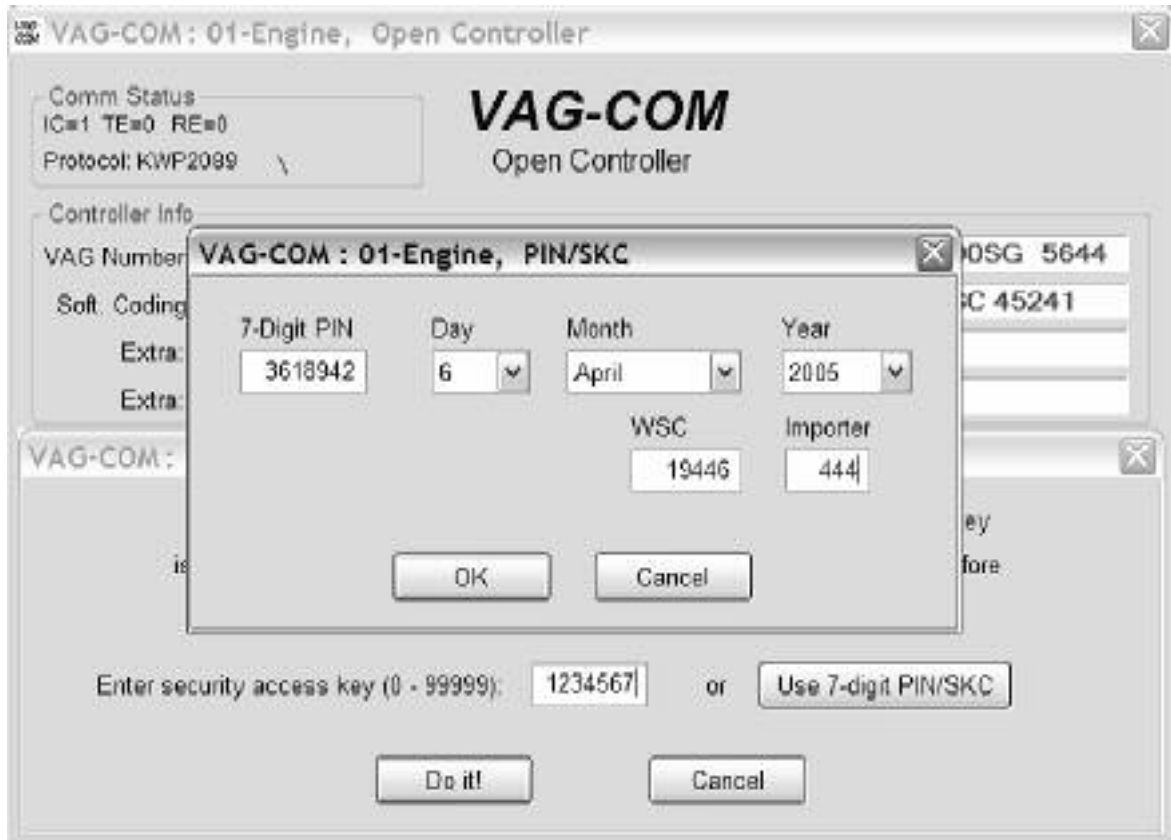 VAG-COM : 01-Engine, Open Controller
Comm Status
IC=1 TE=0 RE=0
Protocol: KWP2089 \
VAG-COM
Open Controller
Controller Info
VAG Number
0SG 5644
Soft. Coding
C 45241
Extra:
Extra:
VAG-COM : 01-Engine, PIN/SKC
7-Digit PIN Day Month Year
3618942 6 April 2005
WSC Importer
19446 444
OK Cancel
VAG-COM :
ey
is
fore
Enter security access key (0 - 99999): 1234567 or Use 7-digit PIN/SKC
Do it! Cancel